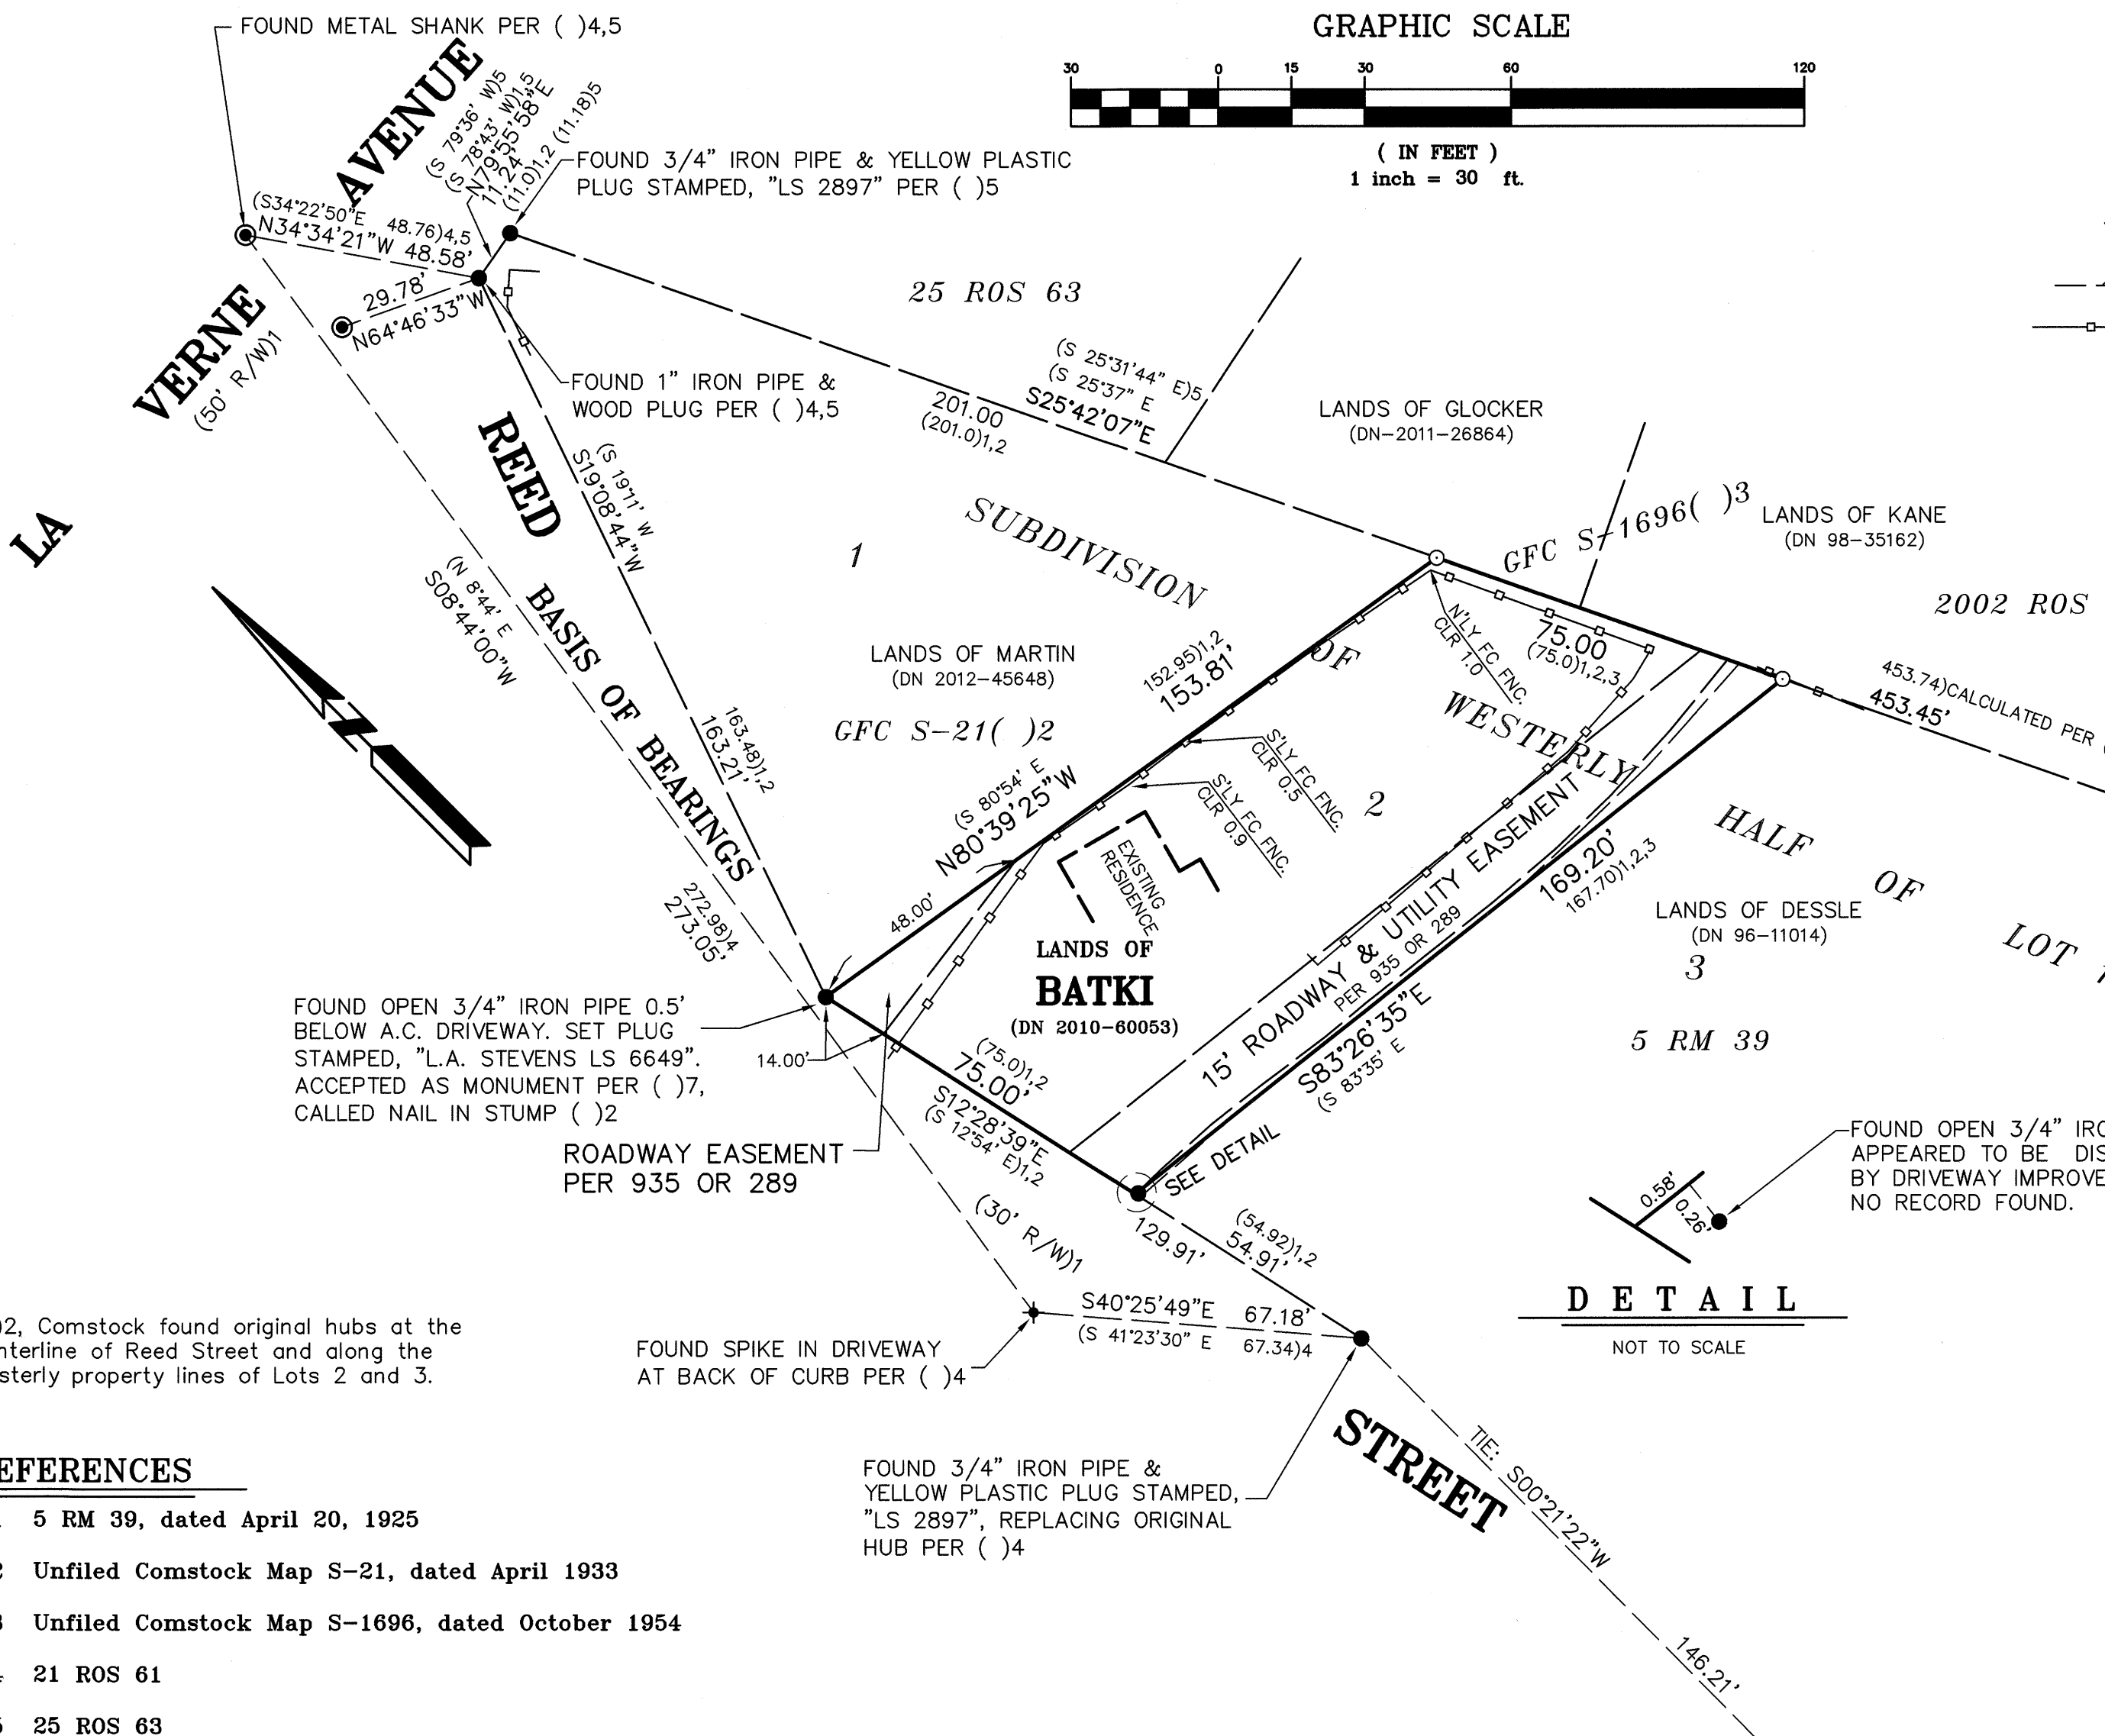 FOUND METAL SHANK PER ( )4,5
GRAPHIC SCALE
30 0 15 30 60 120
( IN FEET )
1 inch = 30 ft.
AVENUE
(S 79°36' W)5
(S 78°43' W)1,5
N79°55'58"E
11.24'
(11.0)1,2 (11.18)5
FOUND 3/4" IRON PIPE & YELLOW PLASTIC
PLUG STAMPED, "LS 2897" PER ( )5
(S34°22'50"E 48.76)4,5
N34°34'21"W 48.58'
29.78'
N64°46'33"W
VERNE
(50' R/W)1
LA
FOUND 1" IRON PIPE &
WOOD PLUG PER ( )4,5
25 ROS 63
(S 25°31'44" E)5
(S 25°37" E
S25°42'07"E
201.00
(201.0)1,2
LANDS OF GLOCKER
(DN-2011-26864)
REED
(S 19°11' W
S19°08'44"W
SUBDIVISION
1
GFC S-1696( )3
LANDS OF KANE
(DN 98-35162)
2002 ROS
(N 8°44' E
S08°44'00"W
BASIS OF BEARINGS
LANDS OF MARTIN
(DN 2012-45648)
GFC S-21( )2
152.95)1,2
153.81'
OF
N'LY FC FNC.
CLR 1.0
75.00
(75.0)1,2,3
453.74)CALCULATED PER
453.45'
WESTERLY
163.48)1,2
163.21'
(S 80°54' E
N80°39'25"W
S'LY FC FNC.
CLR 0.5
S'LY FC FNC.
CLR 0.9
2
HALF
OF
LOT
EXISTING
RESIDENCE
272.98)4
273.05'
48.00'
LANDS OF
BATKI
(DN 2010-60053)
15' ROADWAY & UTILITY EASEMENT
PER 935 OR 289
169.20'
167.70)1,2,3
LANDS OF DESSLE
(DN 96-11014)
3
5 RM 39
S83°26'35"E
(S 83°35' E
FOUND OPEN 3/4" IRON PIPE 0.5'
BELOW A.C. DRIVEWAY. SET PLUG
STAMPED, "L.A. STEVENS LS 6649".
ACCEPTED AS MONUMENT PER ( )7,
CALLED NAIL IN STUMP ( )2
14.00'
(75.0)1,2
75.00'
S12°28'39"E
(S 12°54' E)1,2
ROADWAY EASEMENT
PER 935 OR 289
SEE DETAIL
FOUND OPEN 3/4" IRO
APPEARED TO BE DIS
BY DRIVEWAY IMPROVE
NO RECORD FOUND.
0.58'
0.26'
DETAIL
NOT TO SCALE
(30' R/W)1
129.91'
(54.92)1,2
54.91'
S40°25'49"E 67.18'
(S 41°23'30" E 67.34)4
FOUND SPIKE IN DRIVEWAY
AT BACK OF CURB PER ( )4
)2, Comstock found original hubs at the
nterline of Reed Street and along the
sterly property lines of Lots 2 and 3.
STREET
TIE: S00°21'22"W
146.21'
FOUND 3/4" IRON PIPE &
YELLOW PLASTIC PLUG STAMPED,
"LS 2897", REPLACING ORIGINAL
HUB PER ( )4
EFERENCES
5 RM 39, dated April 20, 1925
2 Unfiled Comstock Map S-21, dated April 1933
3 Unfiled Comstock Map S-1696, dated October 1954
21 ROS 61
5 25 ROS 63